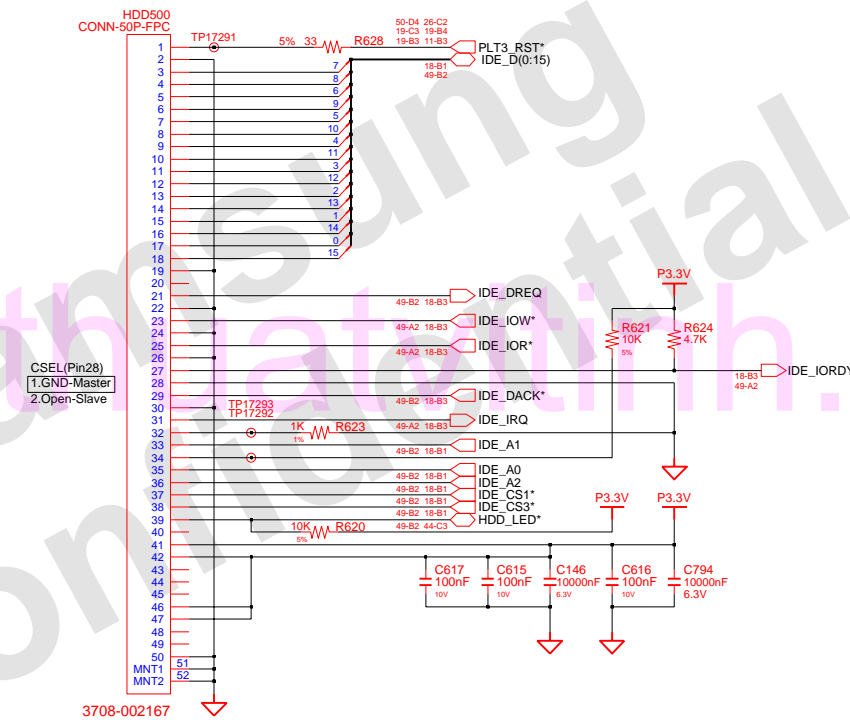 HDD500
CONN-50P-FPC
TP17291
5% 33 R628
50-D4 26-C2
19-C3 19-B4
19-B3 11-B3
PLT3_RST*
IDE_D(0:15)
18-B1
49-B2
1
2
3 7
4 8
5 6
6 9
7 5
8 10
9 4
10 11
11 3
12 12
13 2
14 13
15 1
16 14
17 0
18 15
19
20
21 49-B2 18-B3 IDE_DREQ
22
23 49-A2 18-B3 IDE_IOW*
24
25 49-A2 18-B3 IDE_IOR*
26
27
28
29 49-B2 18-B3 IDE_DACK*
30
31 49-A2 18-B3 IDE_IRQ
32
33 49-B2 18-B1 IDE_A1
34
35 49-B2 18-B1 IDE_A0
36 49-B2 18-B1 IDE_A2
37 49-B2 18-B1 IDE_CS1*
38 49-B2 18-B1 IDE_CS3*
39 49-B2 44-C3 HDD_LED*
40
41
42
43
44
45
46
47
48
49
50
MNT1 51
MNT2 52
3708-002167
CSEL(Pin28)
1.GND-Master
2.Open-Slave
TP17293
TP17292
1K R623
1%
10K R620
5%
P3.3V
R621
10K
5%
R624
4.7K
18-B3
49-A2
IDE_IORDY
P3.3V
P3.3V
C617
100nF
10V
C615
100nF
10V
C146
10000nF
6.3V
C616
100nF
10V
C794
10000nF
6.3V
amsung
onfidential
thuatvitinh.